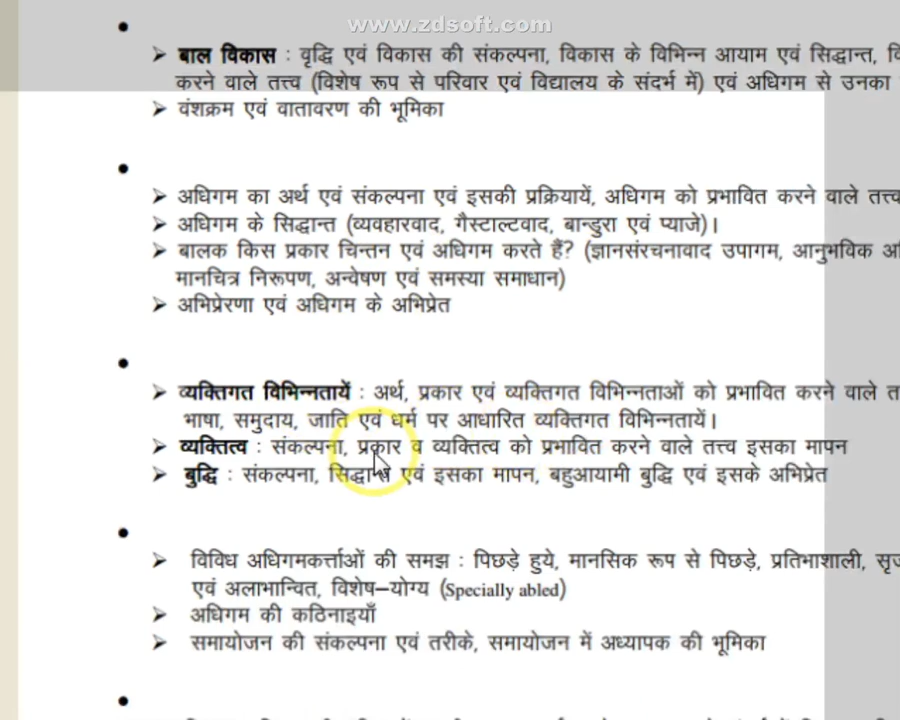 www.zdsoft.com
➢ बाल विकास : वृद्धि एवं विकास की संकल्पना, विकास के विभिन्न आयाम एवं सिद्धान्त,
करने वाले तत्त्व (विशेष रूप से परिवार एवं विद्यालय के संदर्भ में) एवं अधिगम से उनका
➢ वंशक्रम एवं वातावरण की भूमिका
➢ अधिगम का अर्थ एवं संकल्पना एवं इसकी प्रक्रियायें, अधिगम को प्रभावित करने वाले तत्त्व
➢ अधिगम के सिद्धान्त (व्यवहारवाद, गैस्टाल्टवाद, बान्डुरा एवं प्याजे)।
➢ बालक किस प्रकार चिन्तन एवं अधिगम करते हैं? (ज्ञानसंरचनावाद उपागम, आनुभविक
मानचित्र निरूपण, अन्वेषण एवं समस्या समाधान)
➢ अभिप्रेरणा एवं अधिगम के अभिप्रेत
➢ व्यक्तिगत विभिन्नतायें : अर्थ, प्रकार एवं व्यक्तिगत विभिन्नताओं को प्रभावित करने वाले
भाषा, समुदाय, जाति एवं धर्म पर आधारित व्यक्तिगत विभिन्नतायें।
➢ व्यक्तित्व : संकल्पना, प्रकार व व्यक्तित्व को प्रभावित करने वाले तत्त्व इसका मापन
➢ बुद्धि : संकल्पना, सिद्धान्त एवं इसका मापन, बहुआयामी बुद्धि एवं इसके अभिप्रेत
➢ विविध अधिगमकर्त्ताओं की समझ : पिछड़े हुये, मानसिक रूप से पिछड़े, प्रतिभाशाली,
एवं अलाभान्वित, विशेष–योग्य (Specially abled)
➢ अधिगम की कठिनाइयाँ
➢ समायोजन की संकल्पना एवं तरीके, समायोजन में अध्यापक की भूमिका